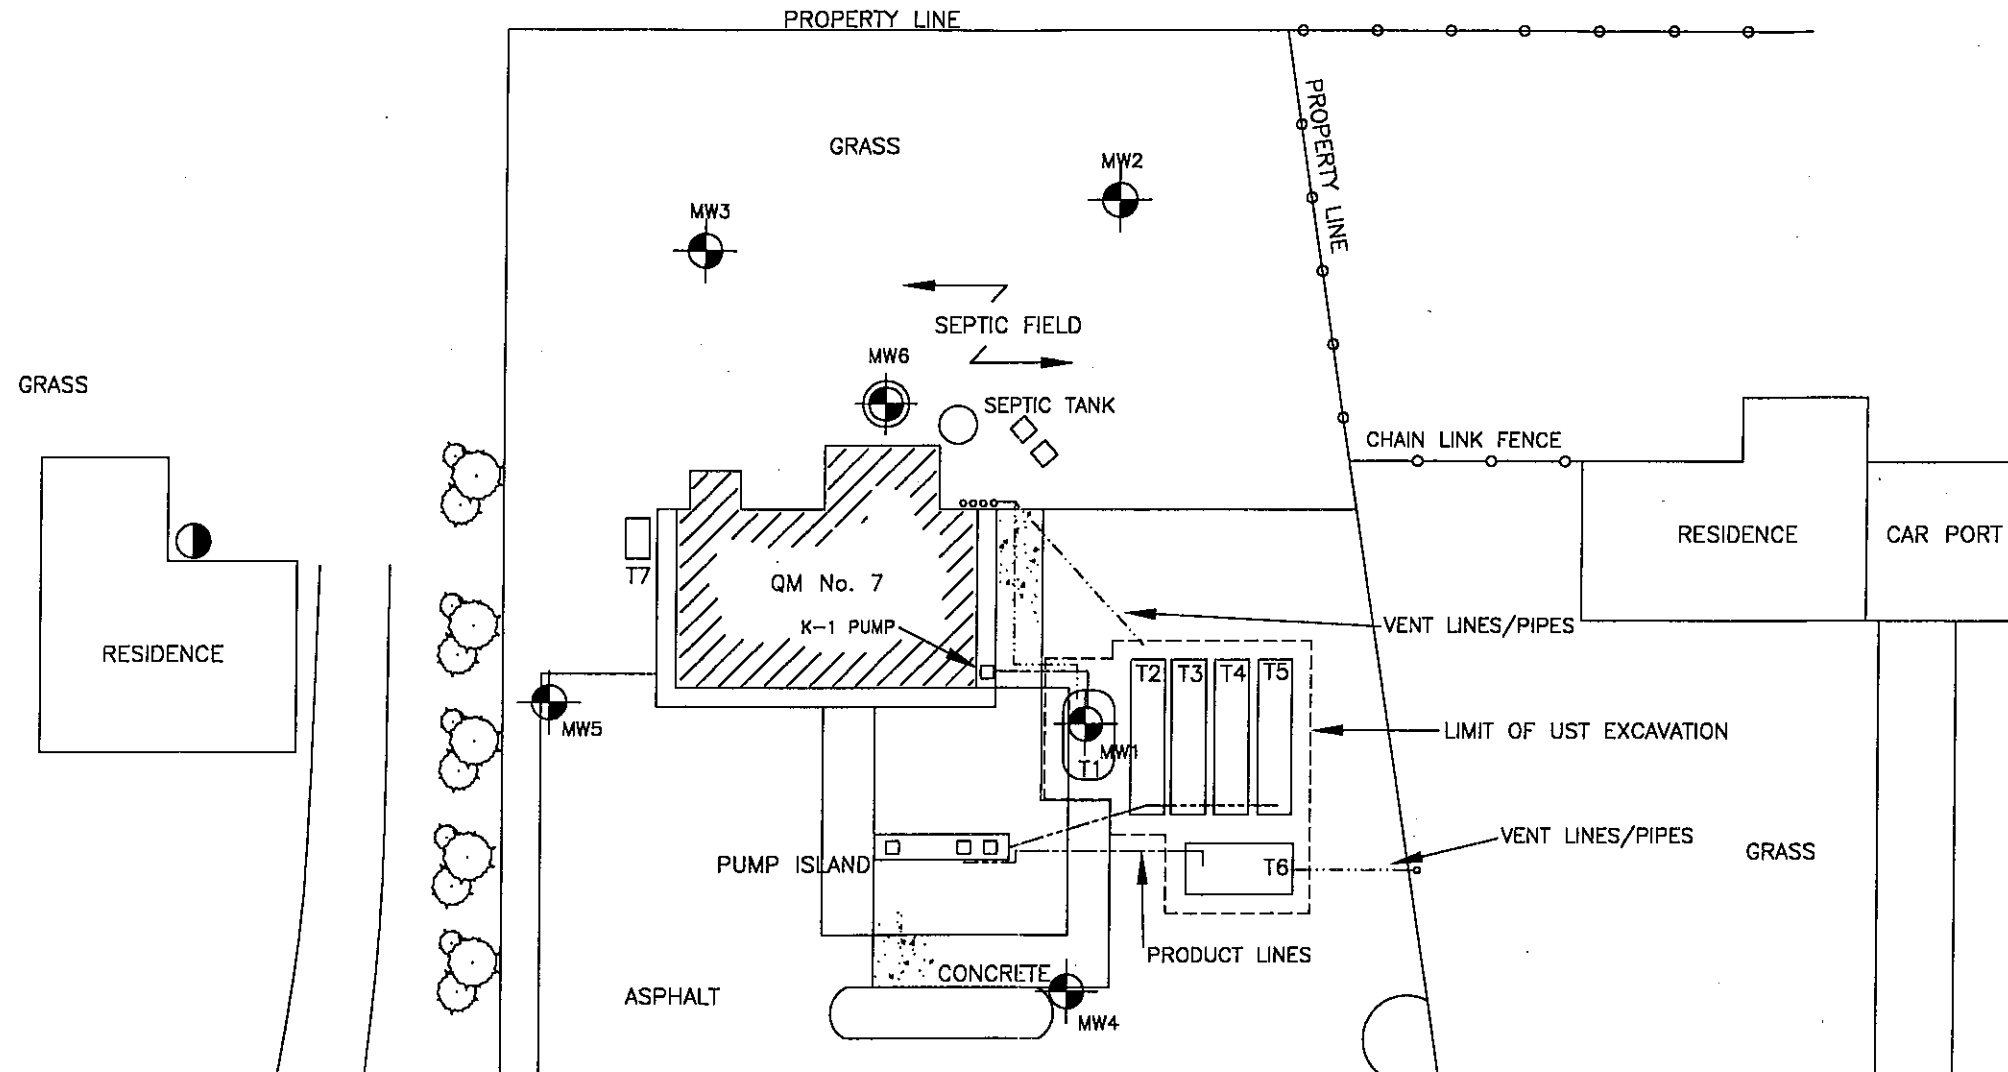 PROPERTY LINE
PROPERTY LINE
GRASS
MW2
MW3
SEPTIC FIELD
MW6
GRASS
SEPTIC TANK
CHAIN LINK FENCE
RESIDENCE
CAR PORT
T7
QM No. 7
K-1 PUMP
VENT LINES/PIPES
RESIDENCE
T2
T3
T4
T5
MW5
LIMIT OF UST EXCAVATION
MW1
T1
PUMP ISLAND
VENT LINES/PIPES
GRASS
T6
PRODUCT LINES
CONCRETE
ASPHALT
MW4